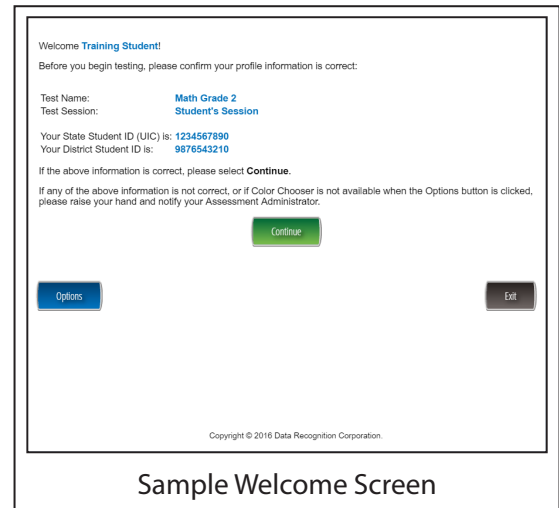 Welcome Training Student!
Before you begin testing, please confirm your profile information is correct:
Test Name: Math Grade 2
Test Session: Student's Session
Your State Student ID (UIC) is: 1234567890
Your District Student ID is: 9876543210
If the above information is correct, please select Continue.
If any of the above information is not correct, or if Color Chooser is not available when the Options button is clicked,
please raise your hand and notify your Assessment Administrator.
Continue
Options Exit
Copyright © 2016 Data Recognition Corporation.
Sample Welcome Screen